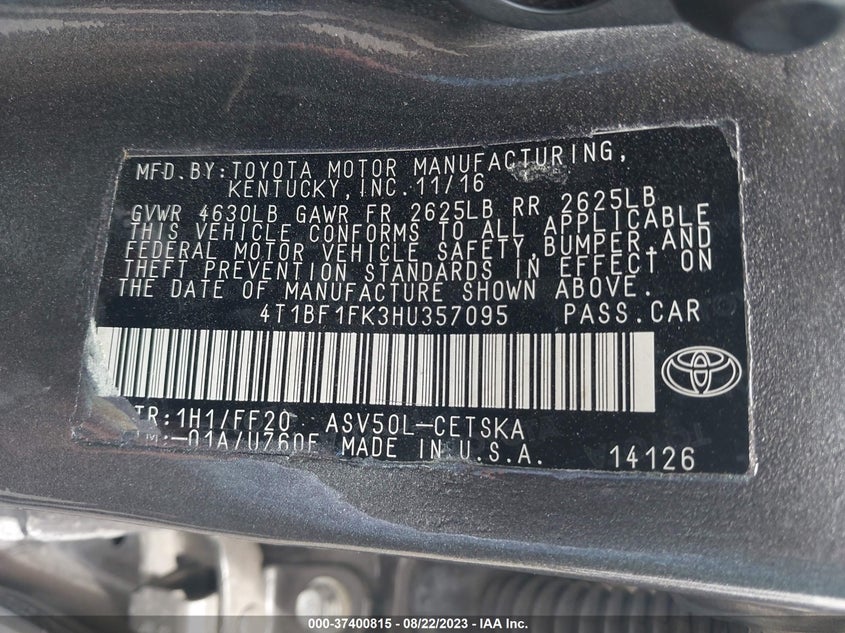 MFD.BY:TOYOTA MOTOR MANUFACTURING,
KENTUCKY,INC.11/16
GVWR 4630LB GAWR FR 2625LB RR 2625LB
THIS VEHICLE CONFORMS TO ALL APPLICABLE
FEDERAL MOTOR VEHICLE SAFETY,BUMPER,AND
THEFT PREVENTION STANDARDS IN EFFECT ON
THE DATE OF MANUFACTURE SHOWN ABOVE.
4T1BF1FK3HU357095 PASS.CAR
TR:1H1/FF20 ASV50L-CETSKA
-01A/U760E MADE IN U.S.A. 14126
000-37400815 - 08/22/2023 - IAA Inc.